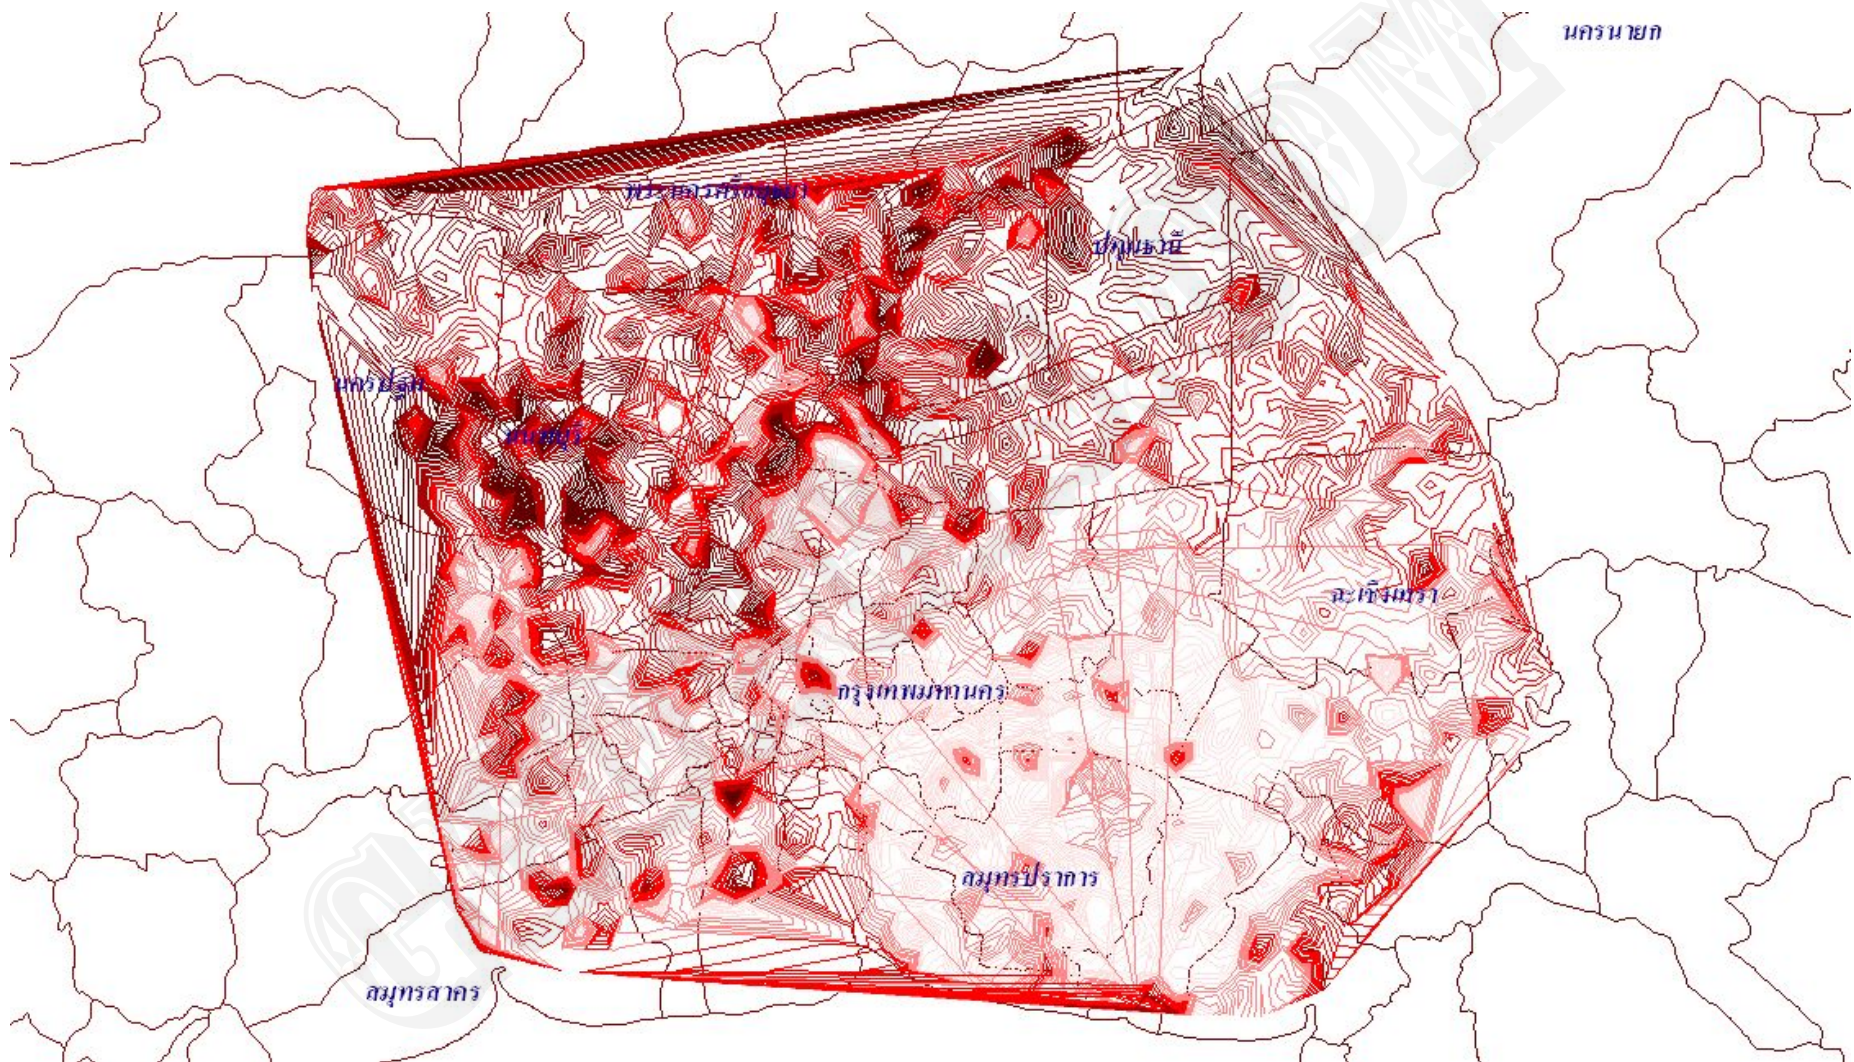 นครนายก
พระนครศรีอยุธยา
ปทุมธานี
นครปฐม
นนทบุรี
ฉะเชิงเทรา
กรุงเทพมหานคร
สมุทรปราการ
สมุทรสาคร